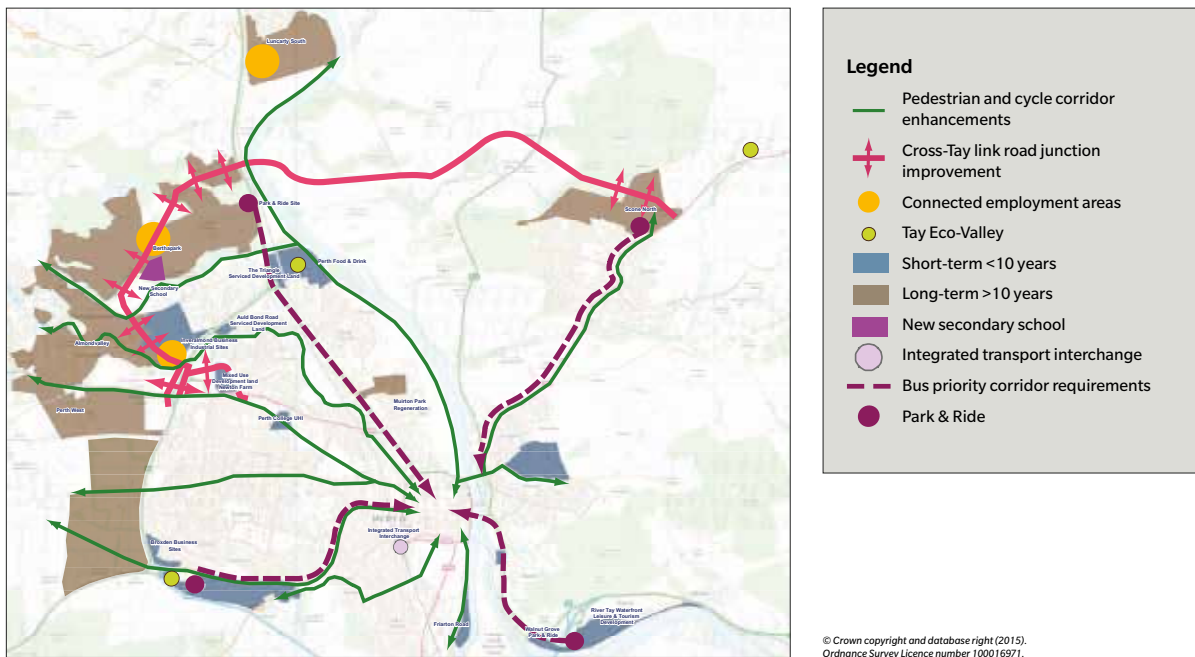 Luncarty South
Park & Ride Site
Scone North
Berthapark
New Secondary
School
The Triangle
Serviced Development Land
Perth Food & Drink
Auld Bond Road
Serviced Development
Land
Almond valley
Inveralmond Business
Industrial Sites
Mixed Use
Development land
Newton Farm
Perth West
Perth College UHI
Muirton Park
Regeneration
Broxden Business
Sites
Integrated Transport
Interchange
Friarton Road
Walnut Grove
Park & Ride
River Tay Waterfront
Leisure & Tourism
Development
Legend
Pedestrian and cycle corridor
enhancements
Cross-Tay link road junction
improvement
Connected employment areas
Tay Eco-Valley
Short-term <10 years
Long-term >10 years
New secondary school
Integrated transport interchange
Bus priority corridor requirements
Park & Ride
© Crown copyright and database right (2015).
Ordnance Survey Licence number 100016971.